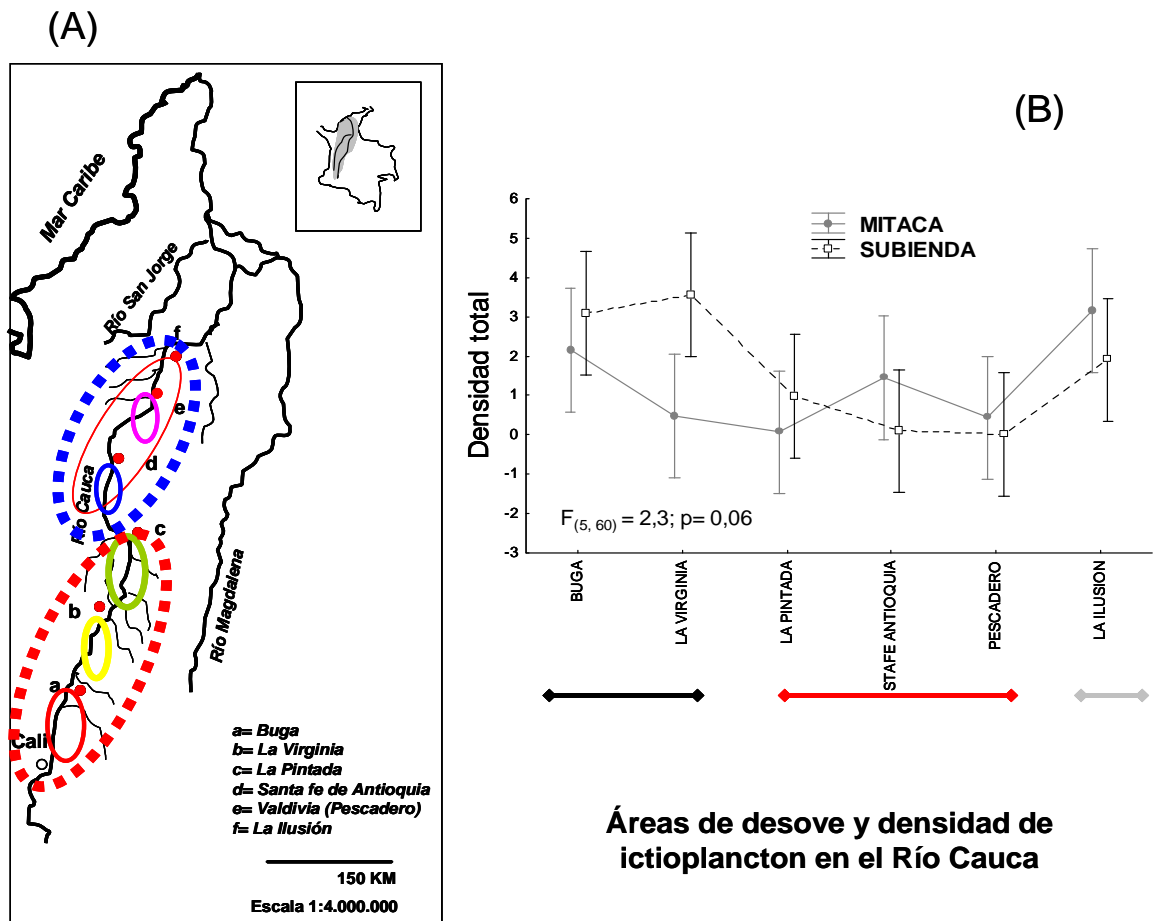 (A)
Mar Caribe
Río San Jorge
f
e
d
Río Cauca
c
b
Río Magdalena
a
Cali
a= Buga
b= La Virginia
c= La Pintada
d= Santa fe de Antioquia
e= Valdivia (Pescadero)
f= La Ilusión
150 KM
Escala 1:4.000.000
(B)
MITACA
SUBIENDA
Densidad total
6
5
4
3
2
1
0
-1
-2
-3
F(5, 60) = 2,3; p= 0,06
BUGA
LA VIRGINIA
LA PINTADA
STAFE ANTIOQUIA
PESCADERO
LA ILUSION
Áreas de desove y densidad de
ictioplancton en el Río Cauca